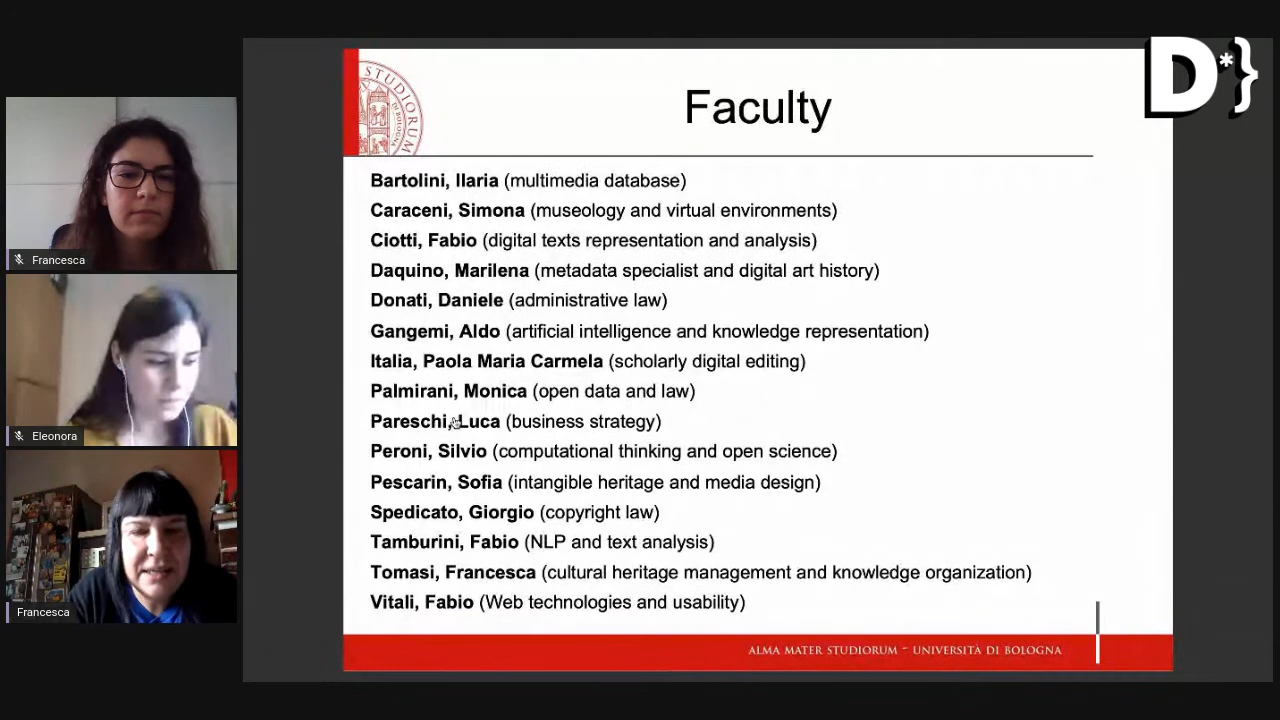 Francesca
Eleonora
Francesca
D*}
STUDIORUM
DI BOLOGNA
Faculty
Bartolini, Ilaria (multimedia database)
Caraceni, Simona (museology and virtual environments)
Ciotti, Fabio (digital texts representation and analysis)
Daquino, Marilena (metadata specialist and digital art history)
Donati, Daniele (administrative law)
Gangemi, Aldo (artificial intelligence and knowledge representation)
Italia, Paola Maria Carmela (scholarly digital editing)
Palmirani, Monica (open data and law)
Pareschi, Luca (business strategy)
Peroni, Silvio (computational thinking and open science)
Pescarin, Sofia (intangible heritage and media design)
Spedicato, Giorgio (copyright law)
Tamburini, Fabio (NLP and text analysis)
Tomasi, Francesca (cultural heritage management and knowledge organization)
Vitali, Fabio (Web technologies and usability)
ALMA MATER STUDIORUM ~ UNIVERSITÀ DI BOLOGNA